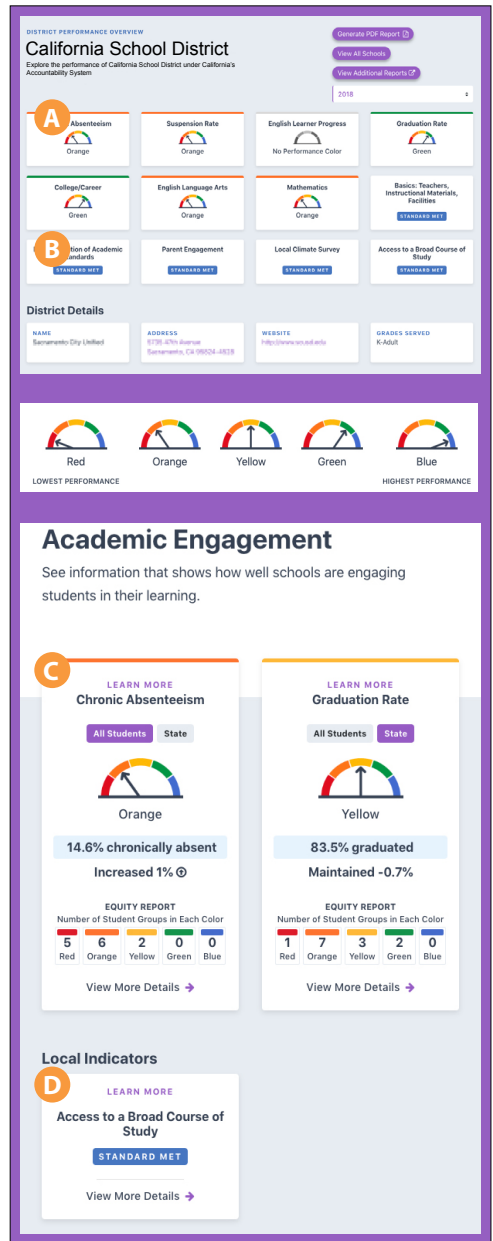 DISTRICT PERFORMANCE OVERVIEW
California School District
Explore the performance of California School District under California's
Accountability System
Generate PDF Report
View All Schools
View Additional Reports
2018
A
Absenteeism
Orange
Suspension Rate
Orange
English Learner Progress
No Performance Color
Graduation Rate
Green
College/Career
Green
English Language Arts
Orange
Mathematics
Orange
Basics: Teachers,
Instructional Materials,
Facilities
STANDARD MET
B
tion of Academic
andards
STANDARD MET
Parent Engagement
STANDARD MET
Local Climate Survey
STANDARD MET
Access to a Broad Course of
Study
STANDARD MET
District Details
NAME
Sacramento City Unified
ADDRESS
5735 47th Avenue
Sacramento, CA 95824-4528
WEBSITE
GRADES SERVED
K-Adult
Red
Orange
Yellow
Green
Blue
LOWEST PERFORMANCE
HIGHEST PERFORMANCE
Academic Engagement
See information that shows how well schools are engaging
students in their learning.
C
LEARN MORE
Chronic Absenteeism
All Students State
Orange
14.6% chronically absent
Increased 1%
EQUITY REPORT
Number of Student Groups in Each Color
5 6 2 0 0
Red Orange Yellow Green Blue
View More Details
LEARN MORE
Graduation Rate
All Students State
Yellow
83.5% graduated
Maintained -0.7%
EQUITY REPORT
Number of Student Groups in Each Color
1 7 3 2 0
Red Orange Yellow Green Blue
View More Details
Local Indicators
D
LEARN MORE
Access to a Broad Course of
Study
STANDARD MET
View More Details